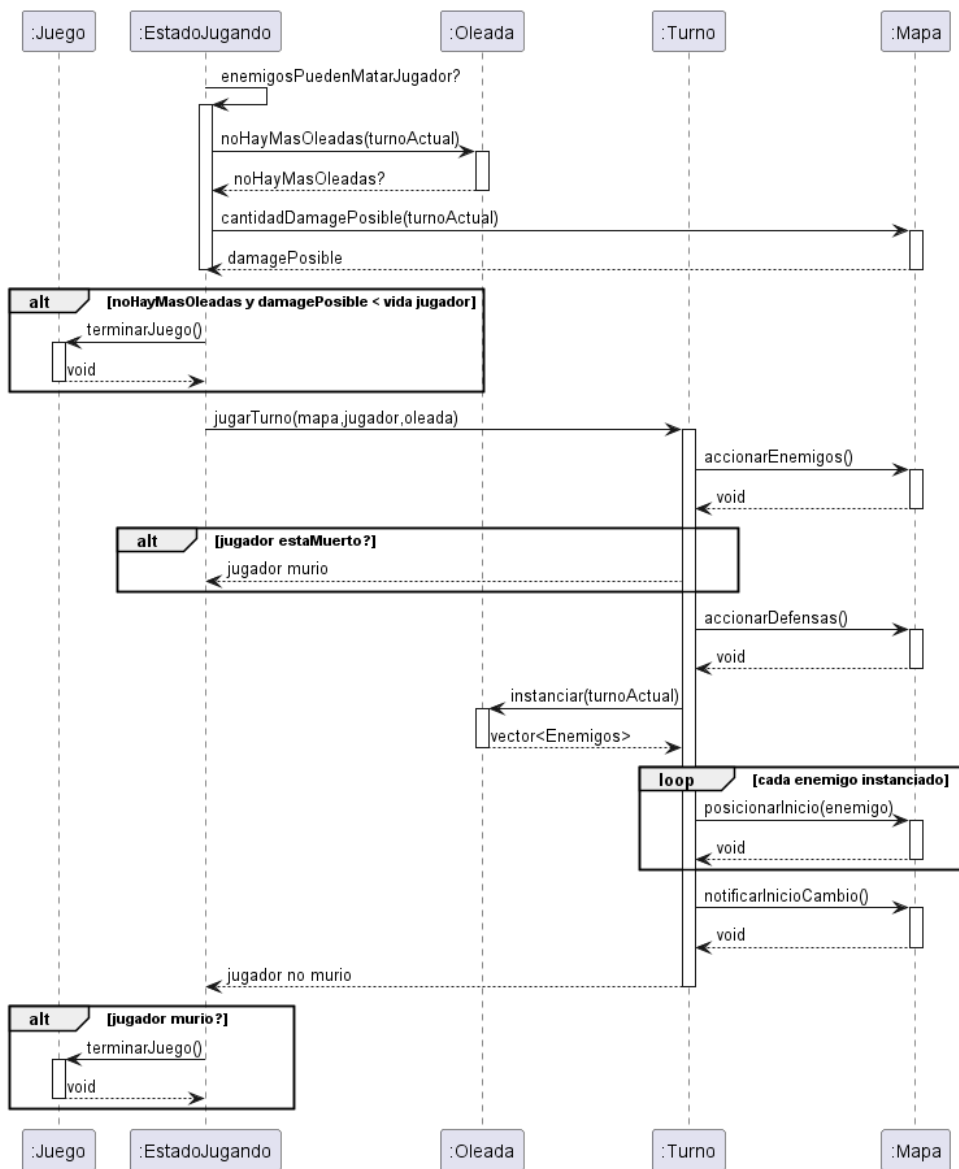 :Juego :EstadoJugando :Oleada :Turno :Mapa
enemigosPuedenMatarJugador?
noHayMasOleadas(turnoActual)
noHayMasOleadas?
cantidadDamagePosible(turnoActual)
damagePosible
alt [noHayMasOleadas y damagePosible < vida jugador]
terminarJuego()
void
jugarTurno(mapa,jugador,oleada)
accionarEnemigos()
void
alt [jugador estaMuerto?]
jugador murio
accionarDefensas()
void
instanciar(turnoActual)
vector<Enemigos>
loop [cada enemigo instanciado]
posicionarInicio(enemigo)
void
notificarInicioCambio()
void
jugador no murio
alt [jugador murio?]
terminarJuego()
void
:Juego :EstadoJugando :Oleada :Turno :Mapa